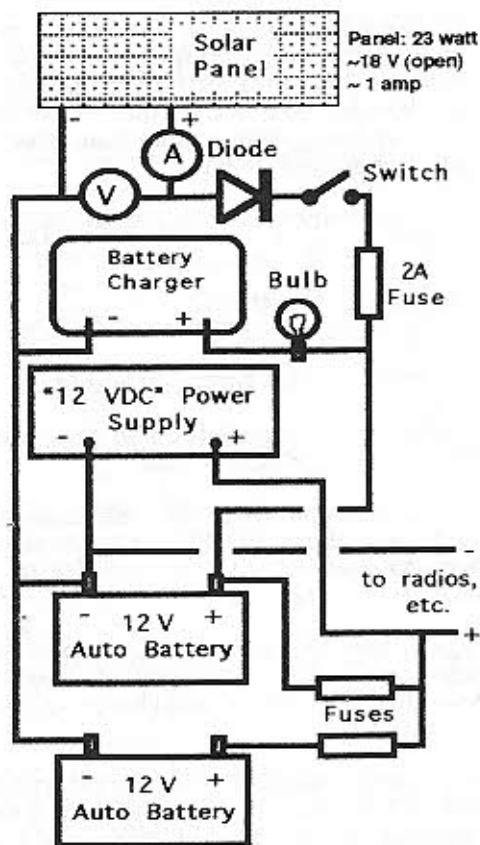 Solar
Panel
Panel: 23 watt
~18 V (open)
~ 1 amp
- +
A
Diode
V
Switch
Battery
Charger
- +
Bulb
2A
Fuse
"12 VDC" Power
Supply
- +
-
to radios,
etc.
+
- 12 V +
Auto Battery
Fuses
- 12 V +
Auto Battery